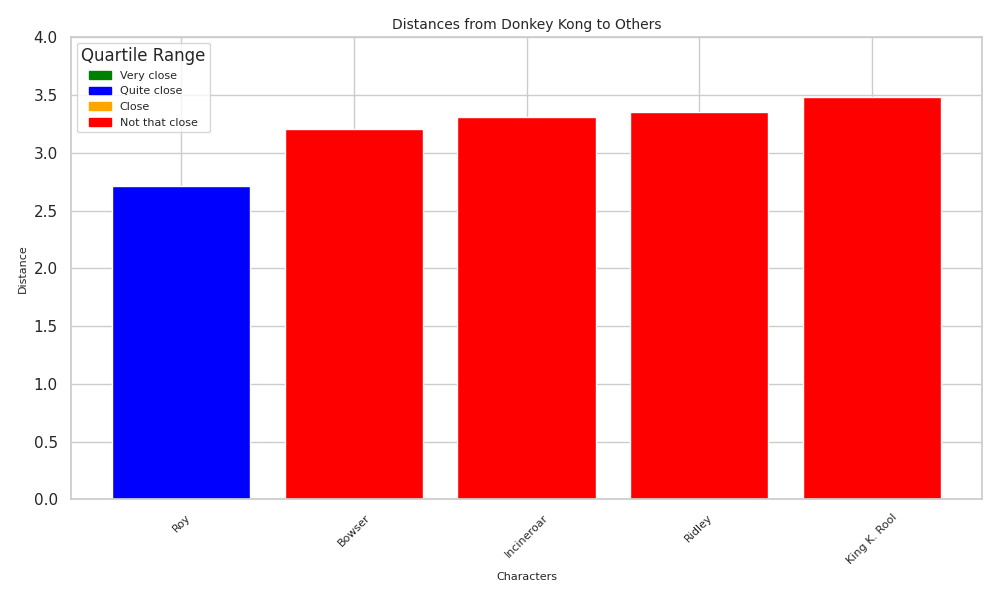 Distances from Donkey Kong to Others
Quartile Range
Very close
Quite close
Close
Not that close
4.0
3.5
3.0
2.5
2.0
1.5
1.0
0.5
0.0
Distance
Roy
Bowser
Incineroar
Ridley
King K. Rool
Characters